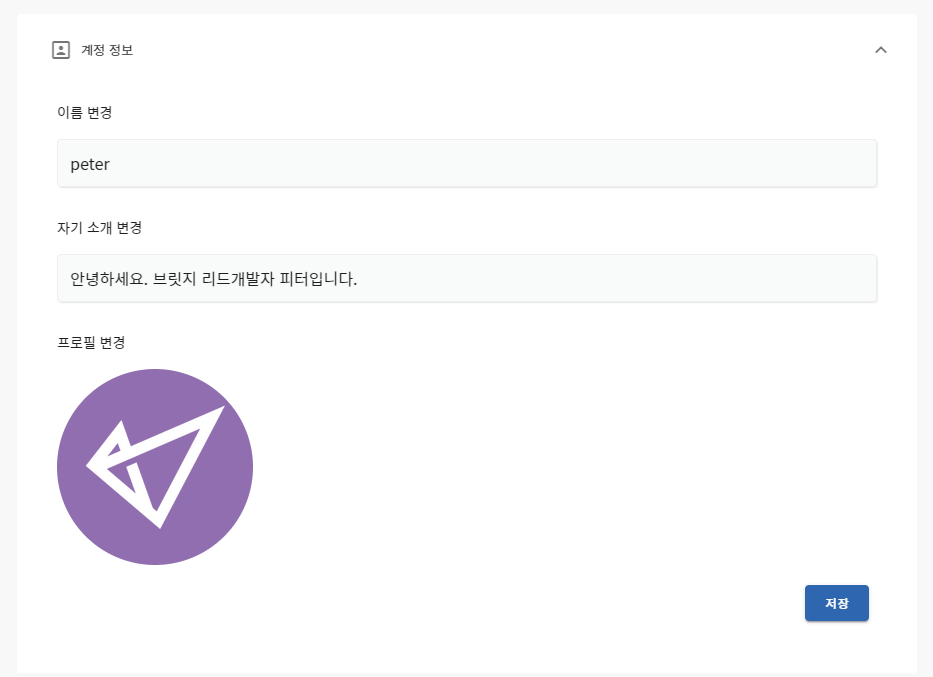 계정 정보
이름 변경
peter
자기 소개 변경
안녕하세요. 브릿지 리드개발자 피터입니다.
프로필 변경
저장